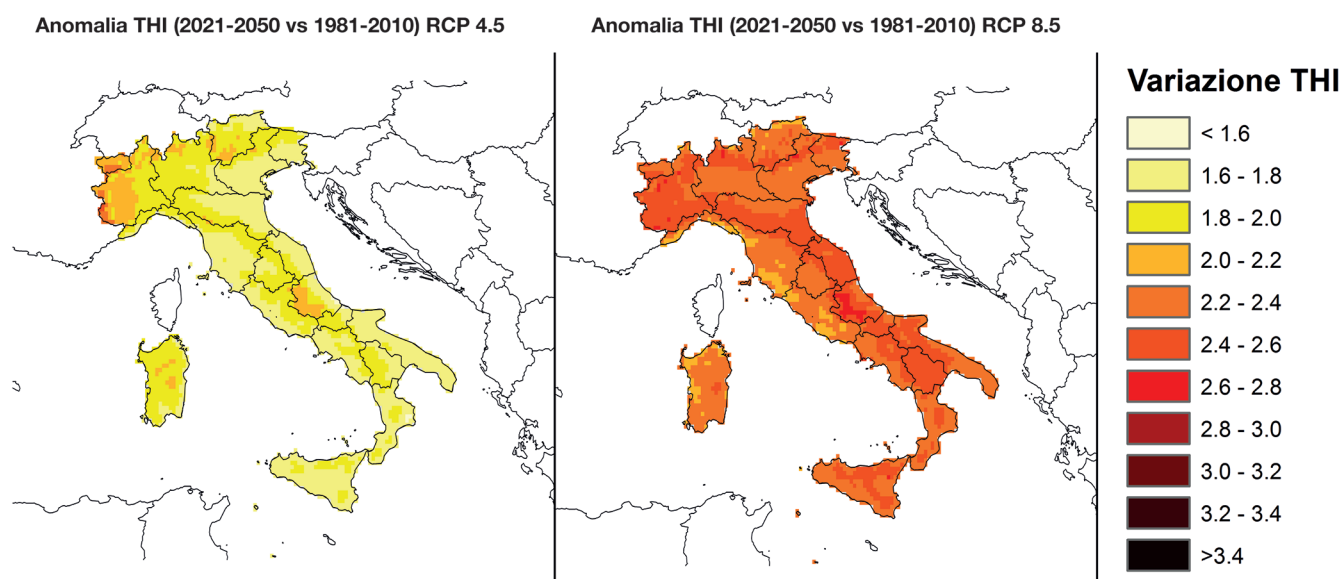 Anomalia THI (2021-2050 vs 1981-2010) RCP 4.5
Anomalia THI (2021-2050 vs 1981-2010) RCP 8.5
Variazione THI
< 1.6
1.6 - 1.8
1.8 - 2.0
2.0 - 2.2
2.2 - 2.4
2.4 - 2.6
2.6 - 2.8
2.8 - 3.0
3.0 - 3.2
3.2 - 3.4
>3.4